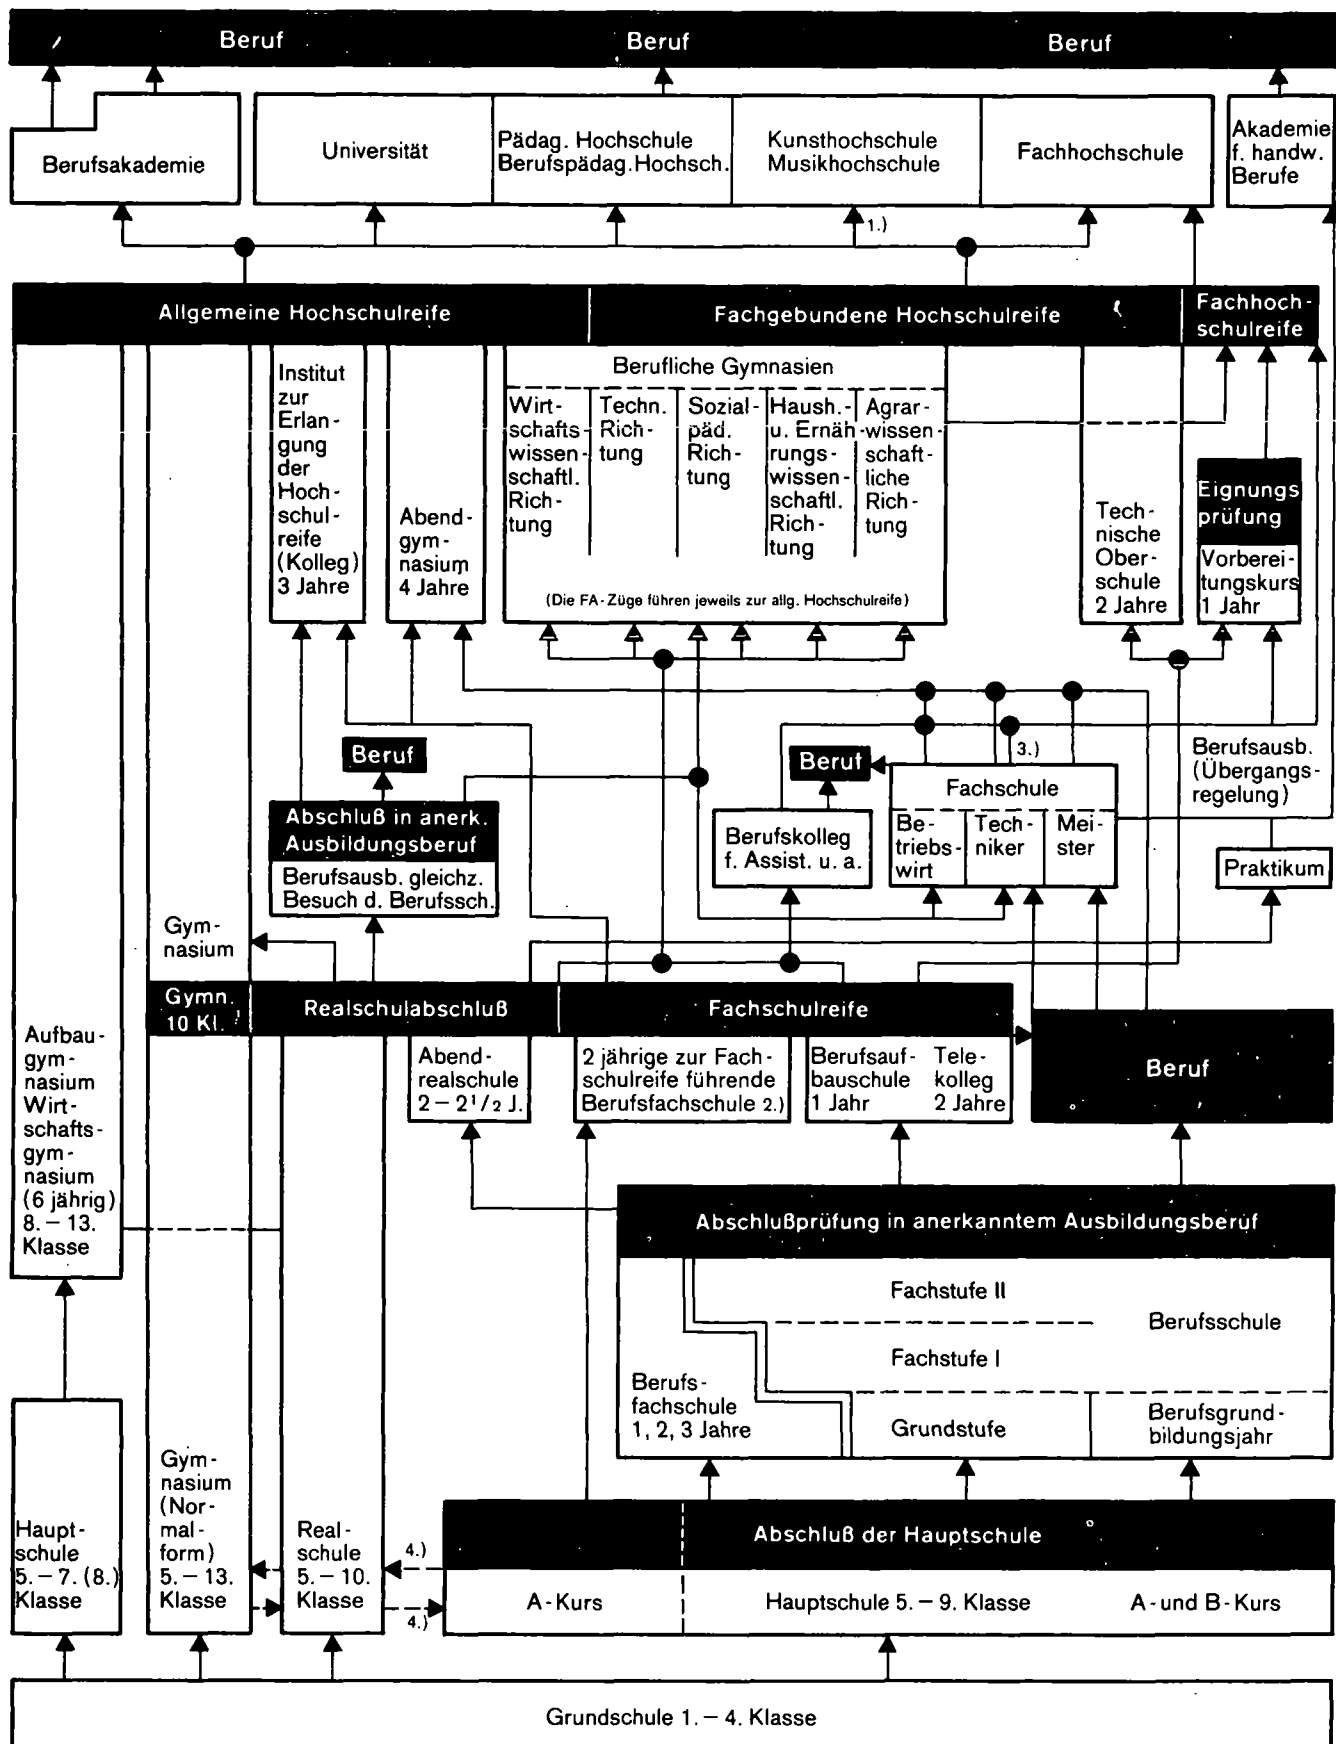 Beruf
Beruf
Beruf
Berufsakademie
Universität
Pädag. Hochschule
Berufspädag. Hochsch.
Kunsthochschule
Musikhochschule
Fachhochschule
Akademie
f. handw.
Berufe
1.)
Allgemeine Hochschulreife
Fachgebundene Hochschulreife
Fachhoch-
schulreife
Institut
zur
Erlan-
gung
der
Hoch-
schul-
reife
(Kolleg)
3 Jahre
Abend-
gym-
nasium
4 Jahre
Berufliche Gymnasien
Wirt-
schafts-
wissen-
schaftl.
Rich-
tung
Techn.
Rich-
tung
Sozial-
päd.
Rich-
tung
Haush.-
u. Ernäh-
rungs-
wissen-
schaftl.
Rich-
tung
Agrar-
wissen-
schaft-
liche
Rich-
tung
(Die FA-Züge führen jeweils zur allg. Hochschulreife)
Tech-
nische
Ober-
schule
2 Jahre
Eignungs
prüfung
Vorberei-
tungskurs
1 Jahr
Beruf
Abschluß in anerk.
Ausbildungsberuf
Berufsausb. gleichz.
Besuch d. Berufssch.
Beruf
Berufskolleg
f. Assist. u. a.
3.)
Fachschule
Be-
triebs-
wirt
Tech-
niker
Mei-
ster
Berufsausb.
(Übergangs-
regelung)
Praktikum
Gym-
nasium
Gymn.
10 Kl.
Realschulabschluß
Fachschulreife
Aufbau-
gym-
nasium
Wirt-
schafts-
gym-
nasium
(6 jährig)
8. – 13.
Klasse
Abend-
realschule
2 – 2 1/2 J.
2 jährige zur Fach-
schulreife führende
Berufsfachschule 2.)
Berufsauf-
bauschule
1 Jahr
Tele-
kolleg
2 Jahre
Beruf
Abschlußprüfung in anerkanntem Ausbildungsberuf
Fachstufe II
Berufsschule
Fachstufe I
Berufs-
fachschule
1, 2, 3 Jahre
Grundstufe
Berufsgrund-
bildungsjahr
Haupt-
schule
5. – 7. (8.)
Klasse
Gym-
nasium
(Nor-
mal-
form)
5. – 13.
Klasse
Real-
schule
5. – 10.
Klasse
4.)
4.)
Abschluß der Hauptschule
A-Kurs
Hauptschule 5. – 9. Klasse
A- und B-Kurs
Grundschule 1. – 4. Klasse